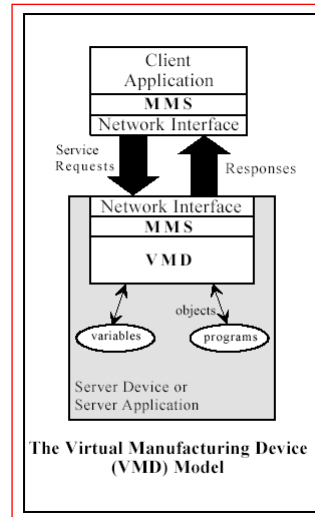 Client
Application
MMS
Network Interface
Service
Requests
Responses
Network Interface
MMS
VMD
objects
variables
programs
Server Device or
Server Application
The Virtual Manufacturing Device
(VMD) Model